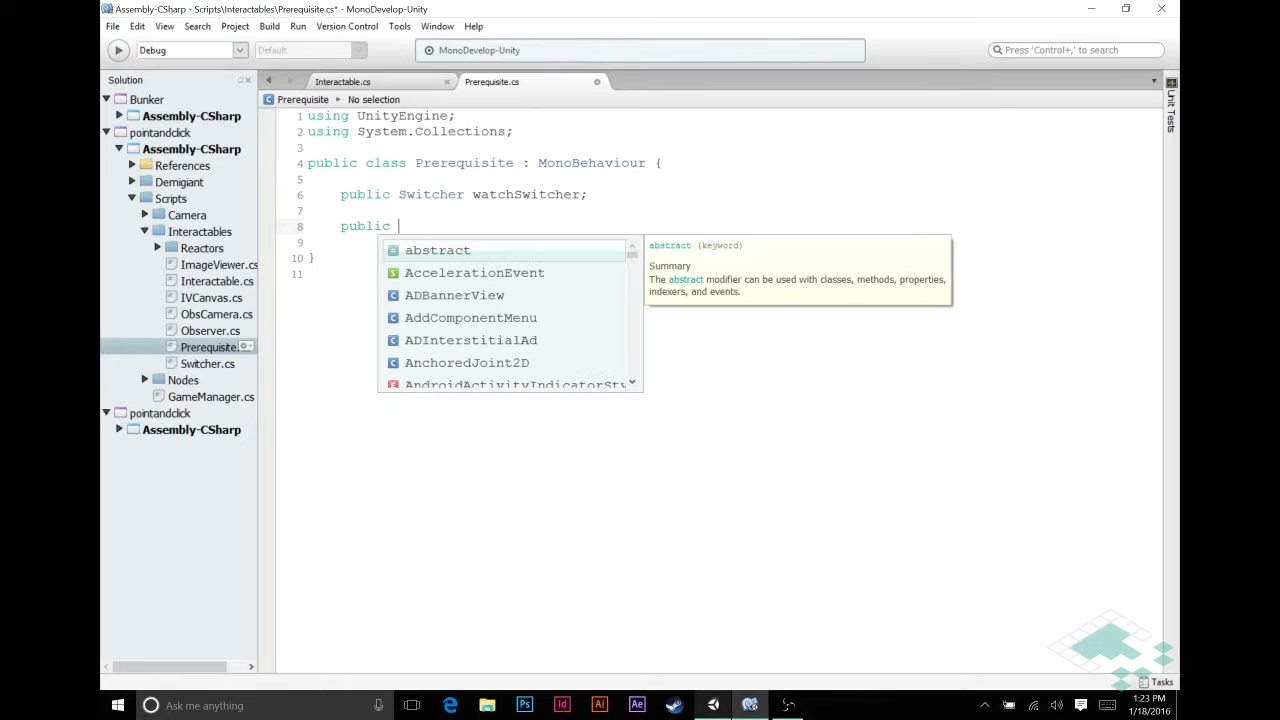 Assembly-CSharp - Scripts\Interactables\Prerequisite.cs* - MonoDevelop-Unity
File Edit View Search Project Build Run Version Control Tools Window Help
Debug Default MonoDevelop-Unity Press 'Control+,' to search
Solution
Bunker
Assembly-CSharp
pointandclick
Assembly-CSharp
References
Demigiant
Scripts
Camera
Interactables
Reactors
ImageViewer.cs
Interactable.cs
IVCanvas.cs
ObsCamera.cs
Observer.cs
Prerequisite.
Switcher.cs
Nodes
GameManager.cs
pointandclick
Assembly-CSharp
Interactable.cs Prerequisite.cs
Prerequisite No selection
1 using UnityEngine;
2 using System.Collections;
3
4 public class Prerequisite : MonoBehaviour {
5
6 public Switcher watchSwitcher;
7
8 public
9
10 }
11
abstract
AccelerationEvent
ADBannerView
AddComponentMenu
ADInterstitialAd
AnchoredJoint2D
AndroidActivityIndicatorSty
abstract (keyword)
Summary
The abstract modifier can be used with classes, methods, properties,
indexers, and events.
Unit Tests
Tasks
Ask me anything
Ps Id Ai Ae
1:23 PM
1/18/2016